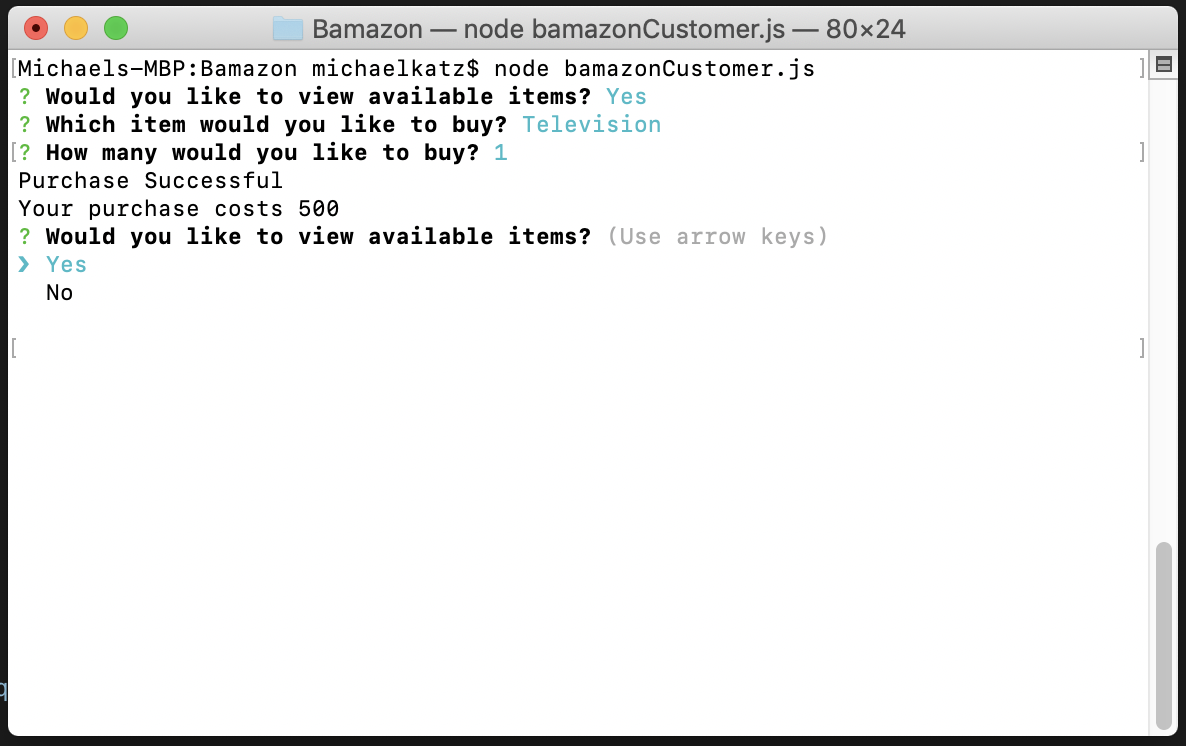 Bamazon — node bamazonCustomer.js — 80×24
[Michaels-MBP:Bamazon michaelkatz$ node bamazonCustomer.js ]
? Would you like to view available items? Yes
? Which item would you like to buy? Television
[? How many would you like to buy? 1 ]
Purchase Successful
Your purchase costs 500
? Would you like to view available items? (Use arrow keys)
❯ Yes
No
[ ]
q